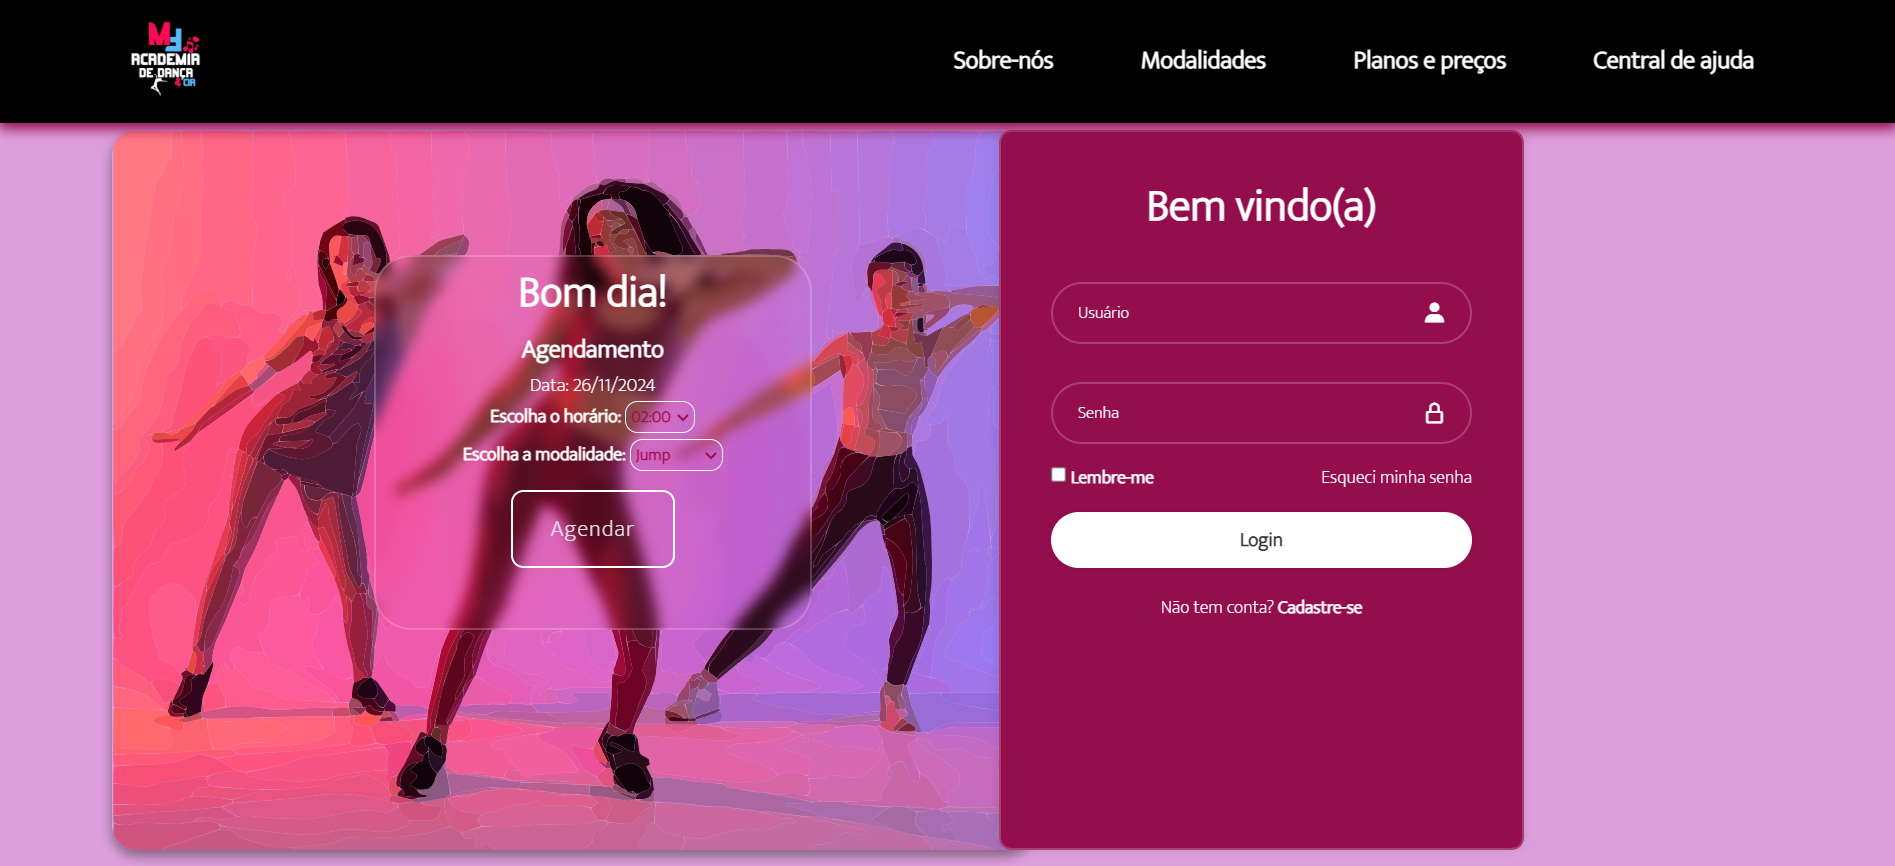 MF
ACADEMIA
DE DANÇA
& CIA
Sobre-nós
Modalidades
Planos e preços
Central de ajuda
Bom dia!
Agendamento
Data: 26/11/2024
Escolha o horário: 02:00
Escolha a modalidade: Jump
Agendar
Bem vindo(a)
Usuário
Senha
Lembre-me
Esqueci minha senha
Login
Não tem conta? Cadastre-se